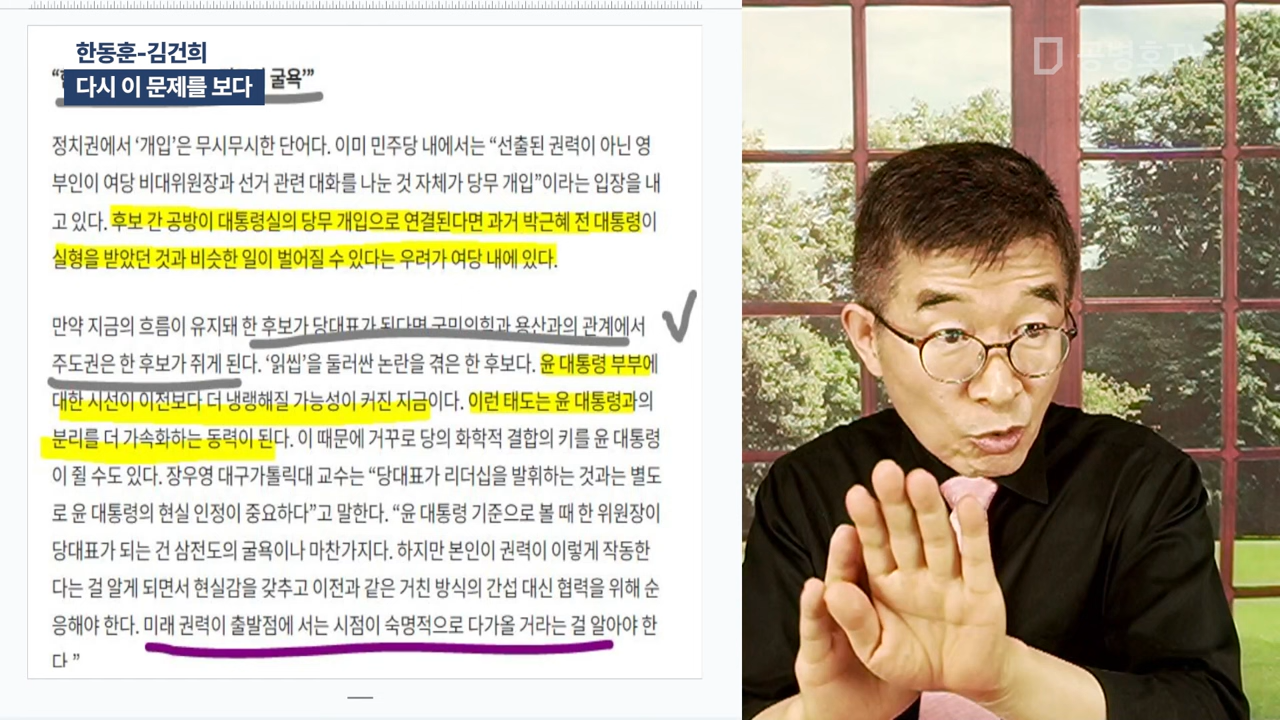 한동훈-김건희
다시 이 문제를 보다
굴욕’”
공병호TV
정치권에서 ‘개입’은 무시무시한 단어다. 이미 민주당 내에서는 “선출된 권력이 아닌 영
부인이 여당 비대위원장과 선거 관련 대화를 나눈 것 자체가 당무 개입”이라는 입장을 내
고 있다. 후보 간 공방이 대통령실의 당무 개입으로 연결된다면 과거 박근혜 전 대통령이
실형을 받았던 것과 비슷한 일이 벌어질 수 있다는 우려가 여당 내에 있다.
만약 지금의 흐름이 유지돼 한 후보가 당대표가 된다면 국민의힘과 용산과의 관계에서
주도권은 한 후보가 쥐게 된다. ‘읽씹’을 둘러싼 논란을 겪은 한 후보다. 윤 대통령 부부에
대한 시선이 이전보다 더 냉랭해질 가능성이 커진 지금이다. 이런 태도는 윤 대통령과의
분리를 더 가속화하는 동력이 된다. 이 때문에 거꾸로 당의 화학적 결합의 키를 윤 대통령
이 쥘 수도 있다. 장우영 대구가톨릭대 교수는 “당대표가 리더십을 발휘하는 것과는 별도
로 윤 대통령의 현실 인정이 중요하다”고 말한다. “윤 대통령 기준으로 볼 때 한 위원장이
당대표가 되는 건 삼전도의 굴욕이나 마찬가지다. 하지만 본인이 권력이 이렇게 작동한
다는 걸 알게 되면서 현실감을 갖추고 이전과 같은 거친 방식의 간섭 대신 협력을 위해 순
응해야 한다. 미래 권력이 출발점에 서는 시점이 숙명적으로 다가올 거라는 걸 알아야 한
다.”